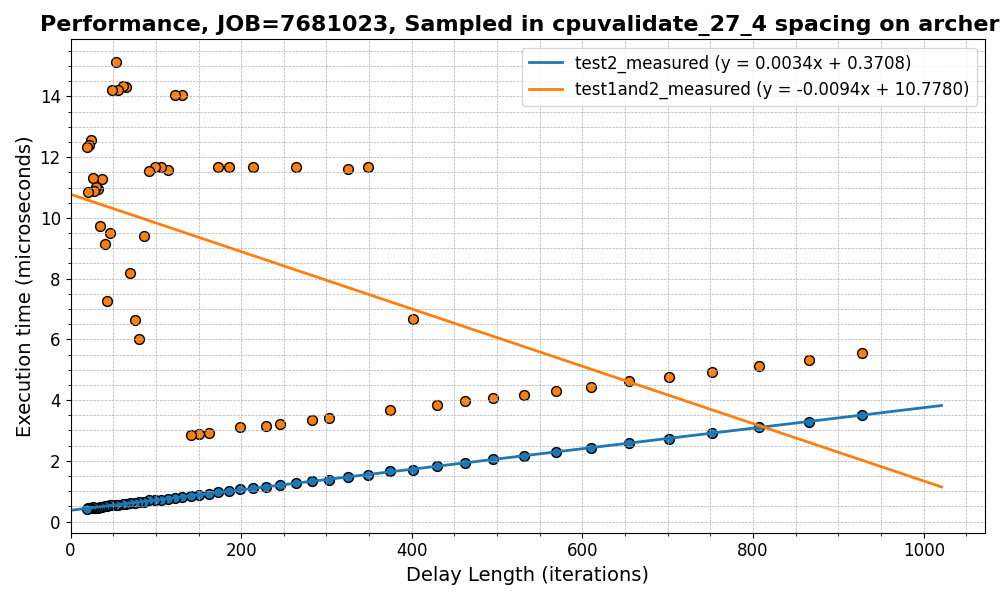 Performance, JOB=7681023, Sampled in cpuvalidate_27_4 spacing on archer
test2_measured (y = 0.0034x + 0.3708)
test1and2_measured (y = -0.0094x + 10.7780)
Execution time (microseconds)
14
12
10
8
6
4
2
0
0 200 400 600 800 1000
Delay Length (iterations)